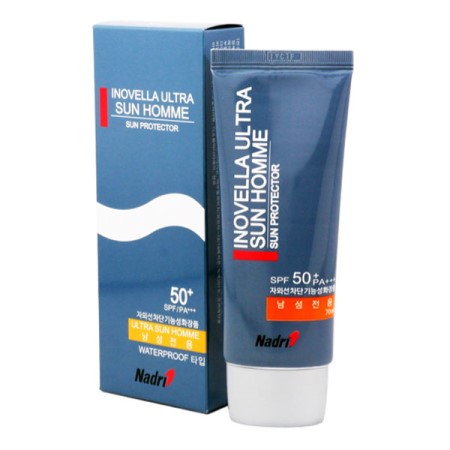 INOVELLA ULTRA
SUN HOMME
SUN PROTECTOR
50+
SPF/PA+++
자외선차단기능성화장품
ULTRA SUN HOMME
남성전용
WATERPROOF 타입
Nadri
INOVELLA ULTRA
SUN HOMME
SUN PROTECTOR
SPF 50+ PA+++
자외선차단기능성화장품
남성전용
70ml
Nadri